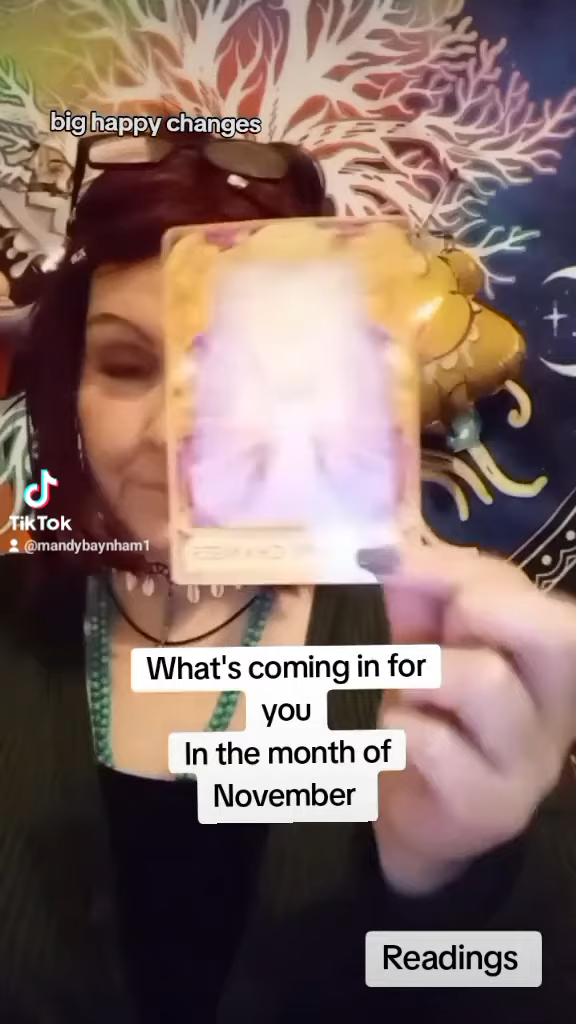 big happy changes
TikTok
@mandybaynham1
What's coming in for
you
In the month of
November
Readings